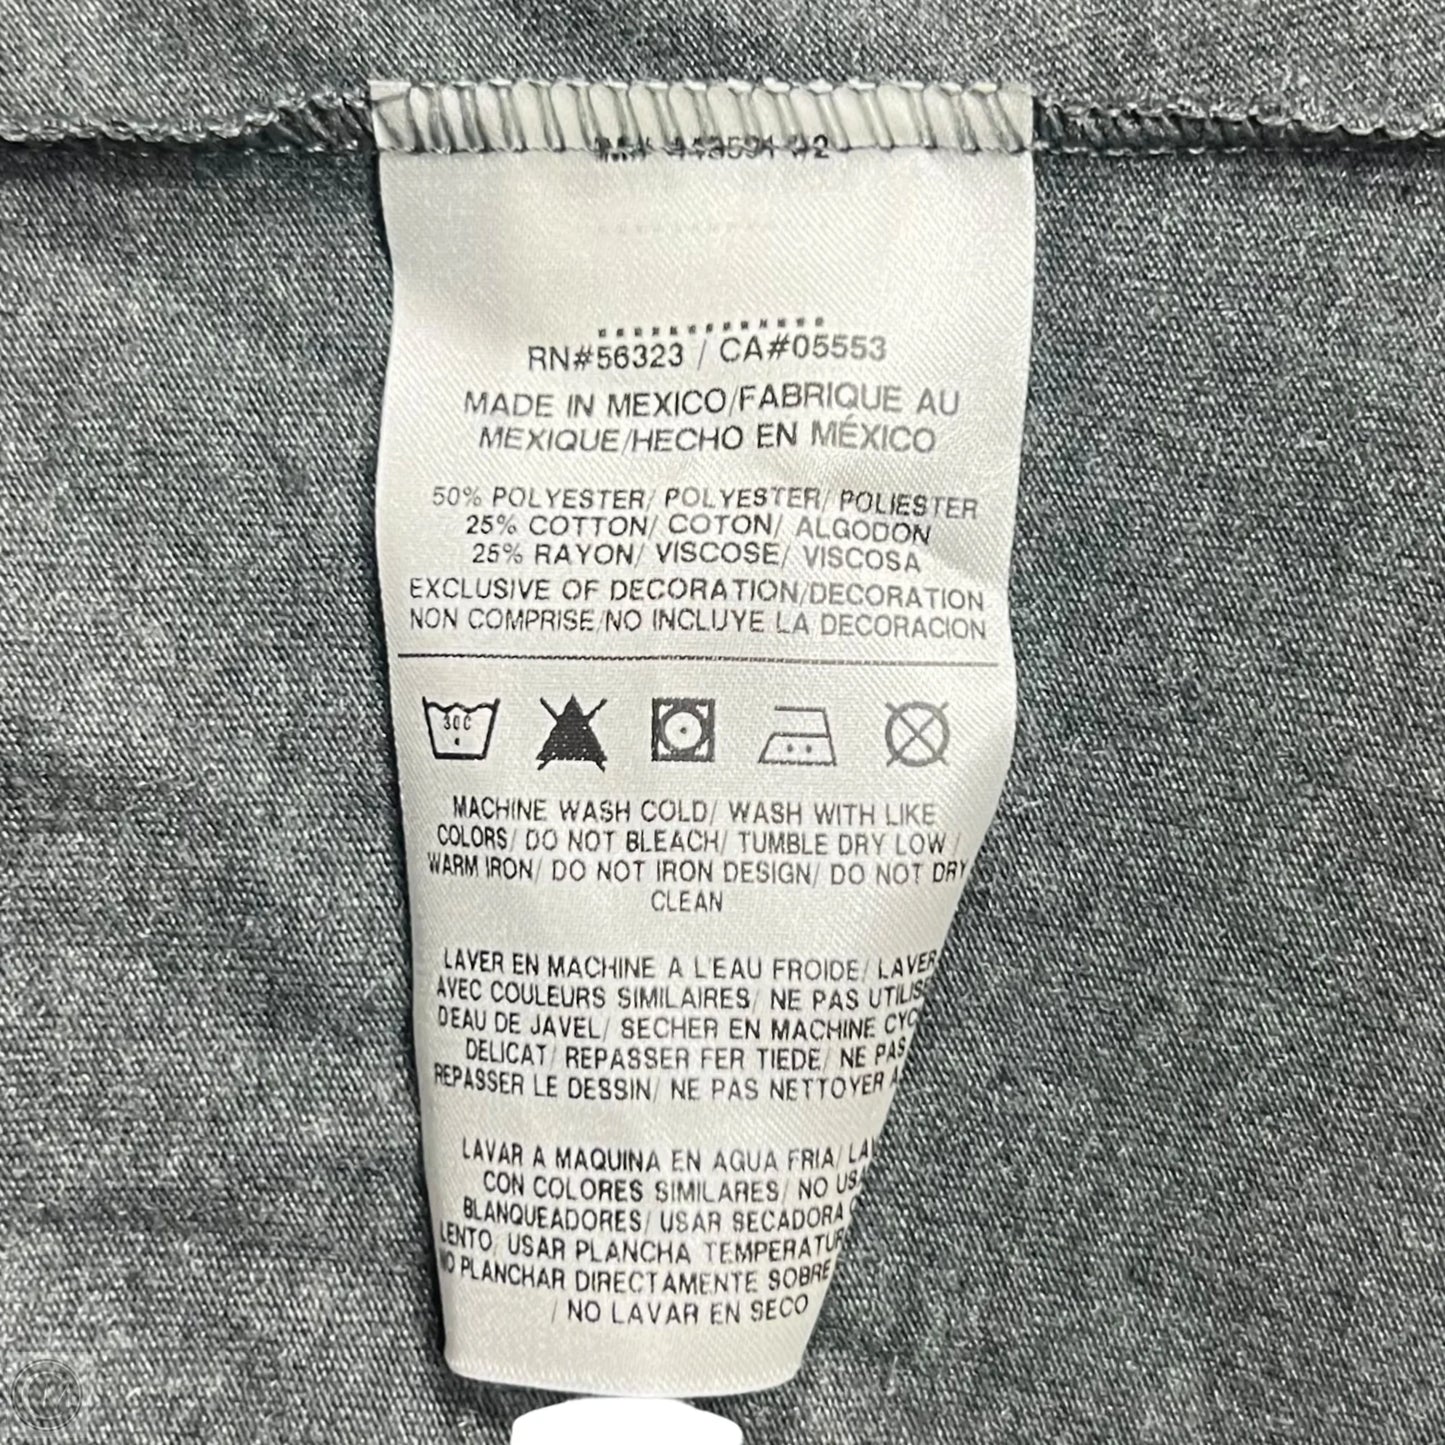 RN#56323 / CA#05553
MADE IN MEXICO/FABRIQUE AU
MEXIQUE/HECHO EN MÉXICO
50% POLYESTER/ POLYESTER/ POLIESTER
25% COTTON/ COTON/ ALGODON
25% RAYON/ VISCOSE/ VISCOSA
EXCLUSIVE OF DECORATION/DECORATION
NON COMPRISE/NO INCLUYE LA DECORACION
30C
MACHINE WASH COLD/ WASH WITH LIKE
COLORS/ DO NOT BLEACH/ TUMBLE DRY LOW /
WARM IRON/ DO NOT IRON DESIGN/ DO NOT DRY
CLEAN
LAVER EN MACHINE A L'EAU FROIDE/ LAVER
AVEC COULEURS SIMILAIRES/ NE PAS
DEAU DE JAVEL/ SECHER EN MACHINE
DELICAT/ REPASSER FER TIEDE/ NE PAS
REPASSER LE DESSIN/ NE PAS NETTOYER
LAVAR A MAQUINA EN AGUA FRIA/
CON COLORES SIMILARES/ NO
BLANQUEADORES/ USAR SECADORA
LENTO, USAR PLANCHA
NO PLANCHAR DIRECTAMENTE SOBRE
/ NO LAVAR EN SECO